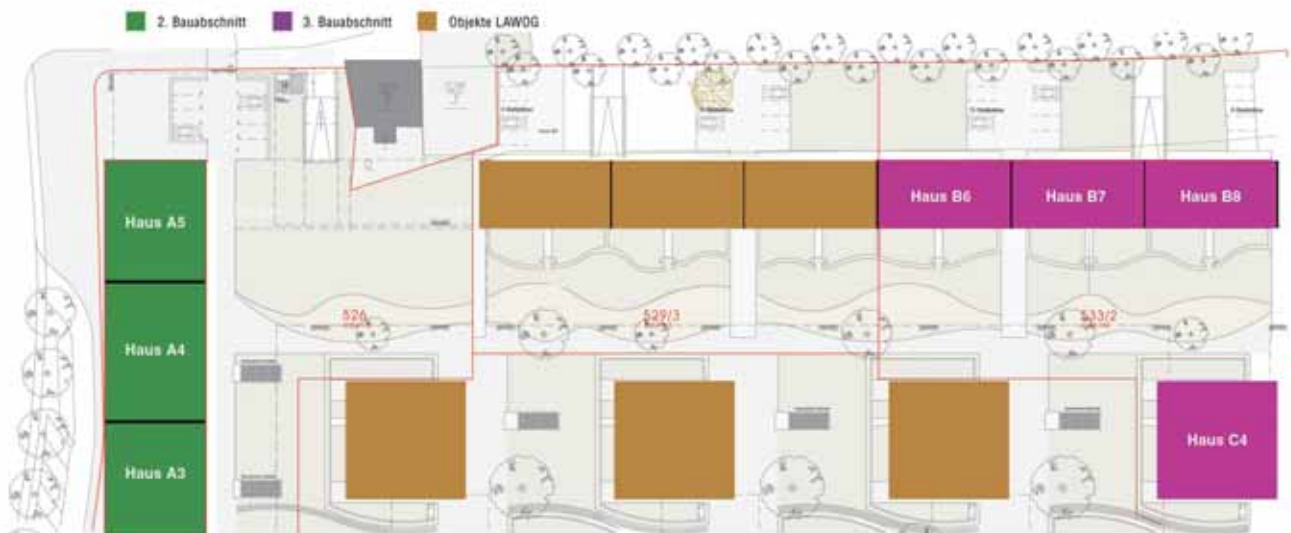 2. Bauabschnitt
3. Bauabschnitt
Objekte LAWOG
Haus A5
Haus B6
Haus B7
Haus B8
526
529/3
533/2
Haus A4
Haus A3
Haus C4